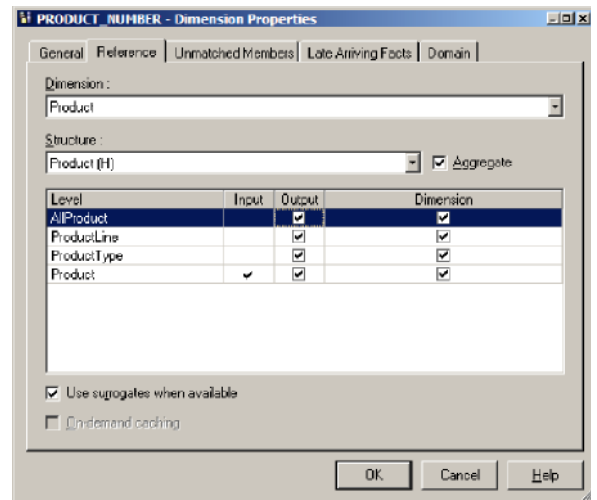 PRODUCT_NUMBER - Dimension Properties
General Reference Unmatched Members Late Arriving Facts Domain
Dimension :
Product
Structure :
Product (H) Aggregate
Level Input Output Dimension
AllProduct
ProductLine
ProductType
Product
Use surrogates when available
On-demand caching
OK Cancel Help